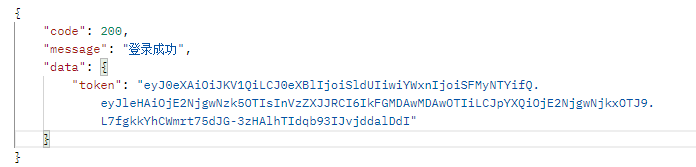 {
"code": 200,
"message": "登录成功",
"data": {
"token": "eyJ0eXAiOiJKV1QiLCJ0eXBlIjoiSldUIiwiYWxnIjoiSFMyNTYifQ.
eyJleHAiOjE2NjgwNzk5OTIsInVzZXJJRCI6IkFGMDAwMDAwOTIiLCJpYXQiOjE2NjgwNjkxOTJ9.
L7fgkkYhCWmrt75dJG-3zHAlhTIdqb93IJvjddalDdI"
}
}